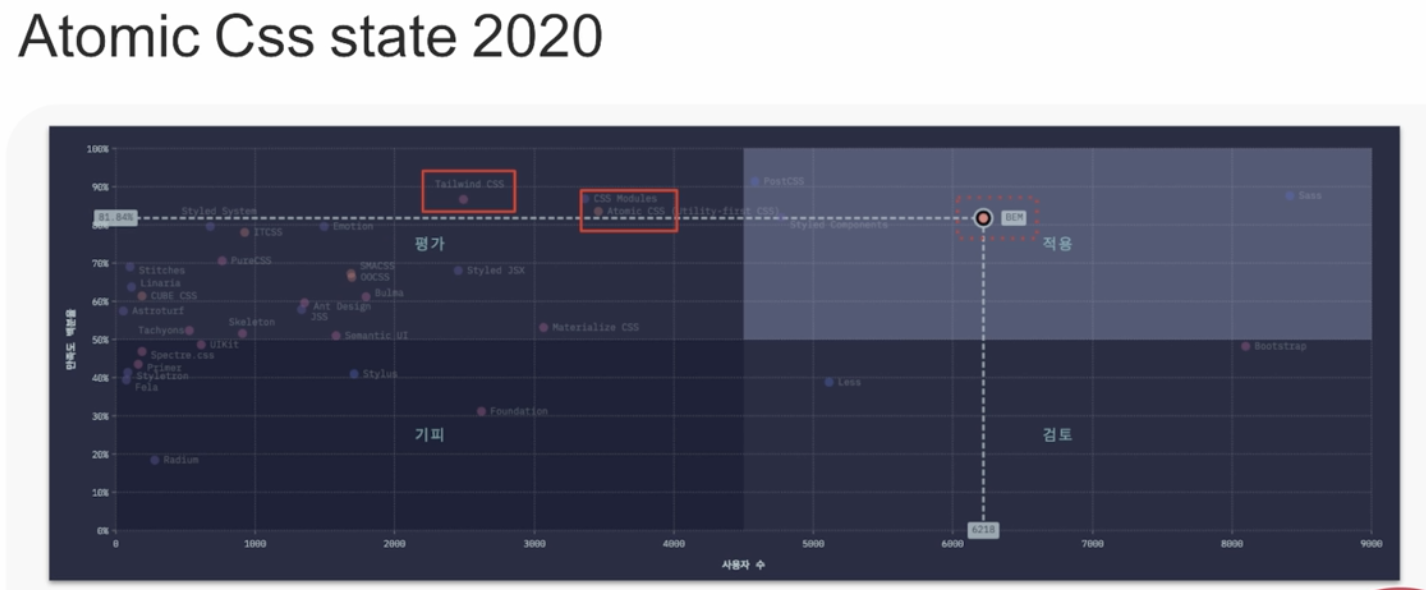 Atomic Css state 2020
100%
90%
Tailwind CSS
PostCSS
CSS Modules
Sass
81.84%
Styled System
Atomic CSS (Utility-first CSS)
BEM
80%
ITCSS
Emotion
Styled Components
평가
적용
70%
PureCSS
SMACSS
OOCSS
Stitches
Styled JSX
Linaria
60%
CUBE CSS
Bulma
Astroturf
Ant Design
JSS
Skeleton
Tachyons
Materialize CSS
50%
Semantic UI
UIKit
Bootstrap
Spectre.css
Primer
40%
Styletron
Stylus
Less
Fela
30%
Foundation
기피
검토
20%
Radium
10%
0%
6218
0
1000
2000
3000
4000
5000
6000
7000
8000
9000
만족도 백분율
사용자 수